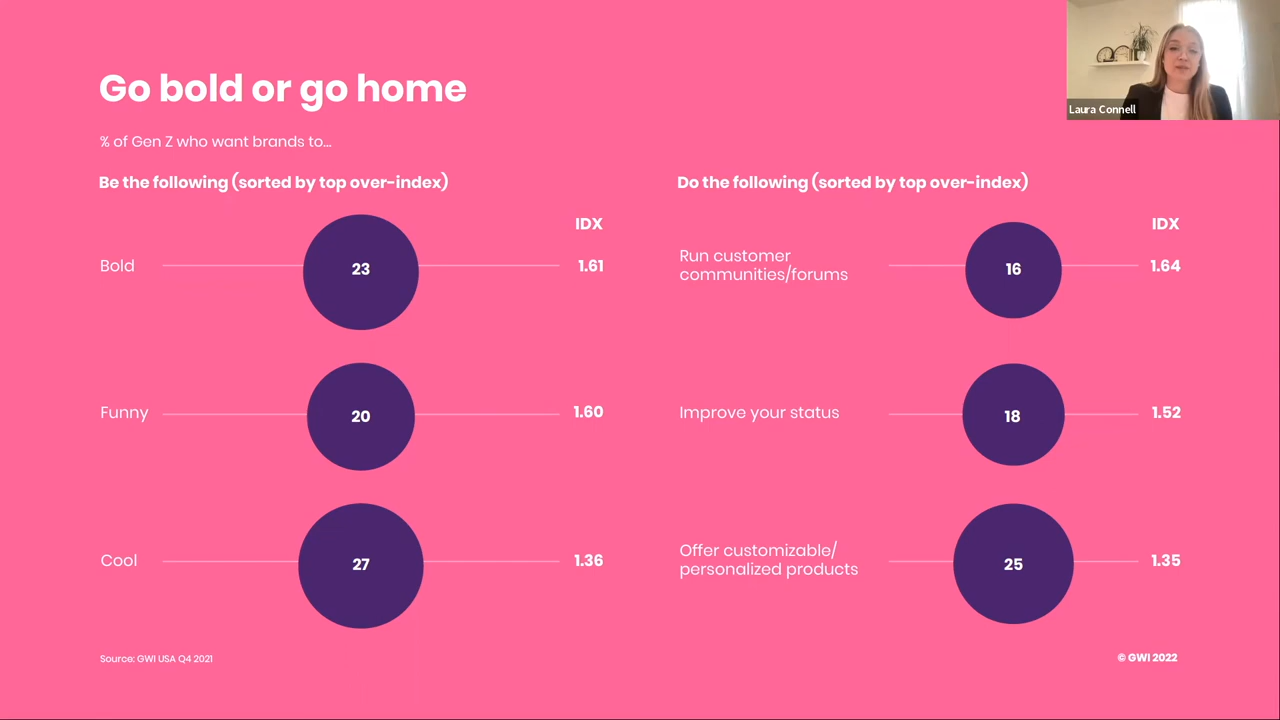 Go bold or go home
Laura Connell
% of Gen Z who want brands to...
Be the following (sorted by top over-index)
IDX
Bold
23
1.61
Funny
20
1.60
Cool
27
1.36
Do the following (sorted by top over-index)
IDX
Run customer
communities/forums
16
1.64
Improve your status
18
1.52
Offer customizable/
personalized products
25
1.35
Source: GWI USA Q4 2021
© GWI 2022